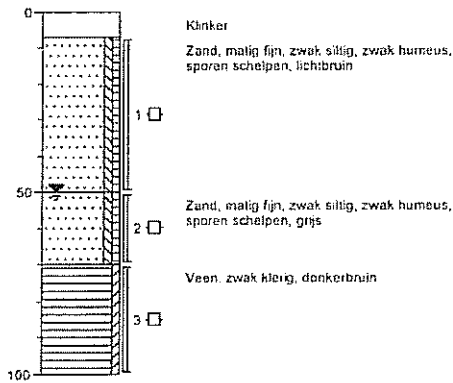 0
Klinker
Zand, matig fijn, zwak siltig, zwak humeus,
sporen schelpen, lichtbruin
1
50
Zand, matig fijn, zwak siltig, zwak humeus,
sporen schelpen, grijs
2
Veen, zwak kleiig, donkerbruin
3
100